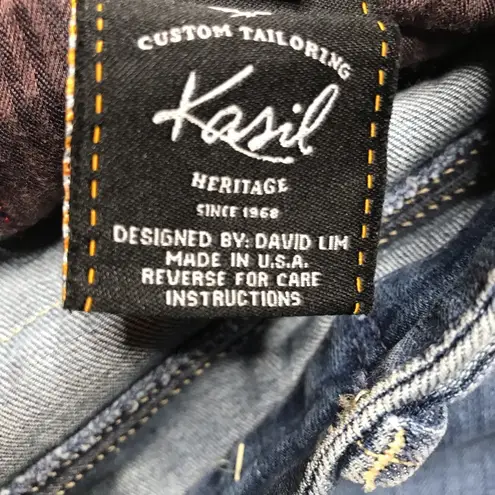 CUSTOM TAILORING
Kasil
HERITAGE
SINCE 1968
DESIGNED BY: DAVID LIM
MADE IN U.S.A.
REVERSE FOR CARE
INSTRUCTIONS